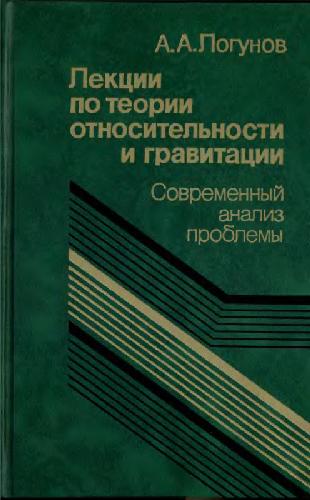 А.А.Логунов
Лекции
по теории
относительности
и гравитации
Современный
анализ
проблемы